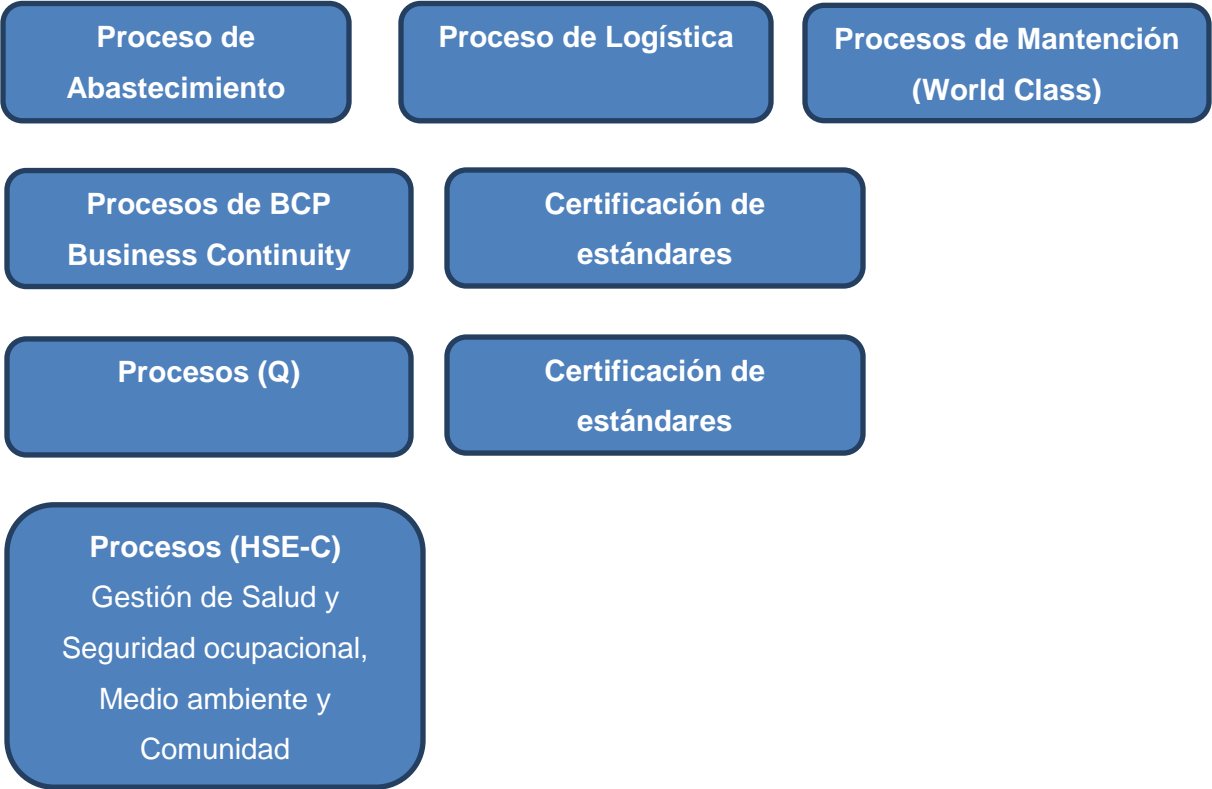 Proceso de
Abastecimiento
Proceso de Logística
Procesos de Mantención
(World Class)
Procesos de BCP
Business Continuity
Certificación de
estándares
Procesos (Q)
Certificación de
estándares
Procesos (HSE-C)
Gestión de Salud y
Seguridad ocupacional,
Medio ambiente y
Comunidad